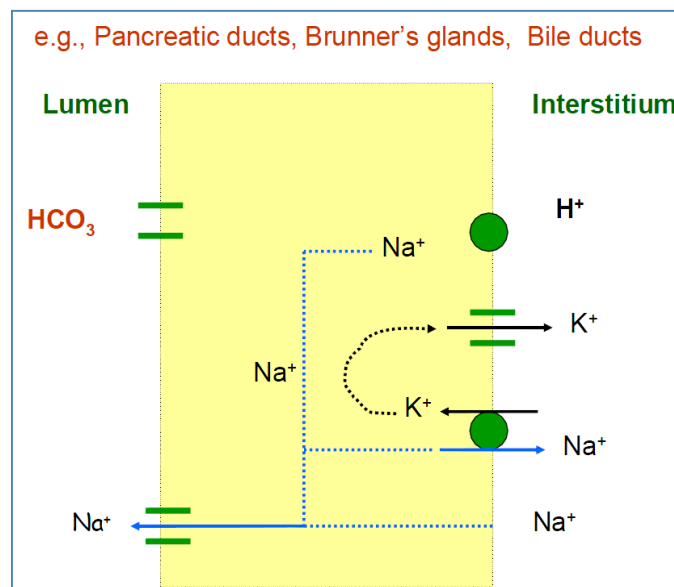 e.g., Pancreatic ducts, Brunner's glands, Bile ducts
Lumen
Interstitium
HCO₃
H⁺
Na⁺
K⁺
Na⁺
K⁺
Na⁺
Na⁺
Na⁺